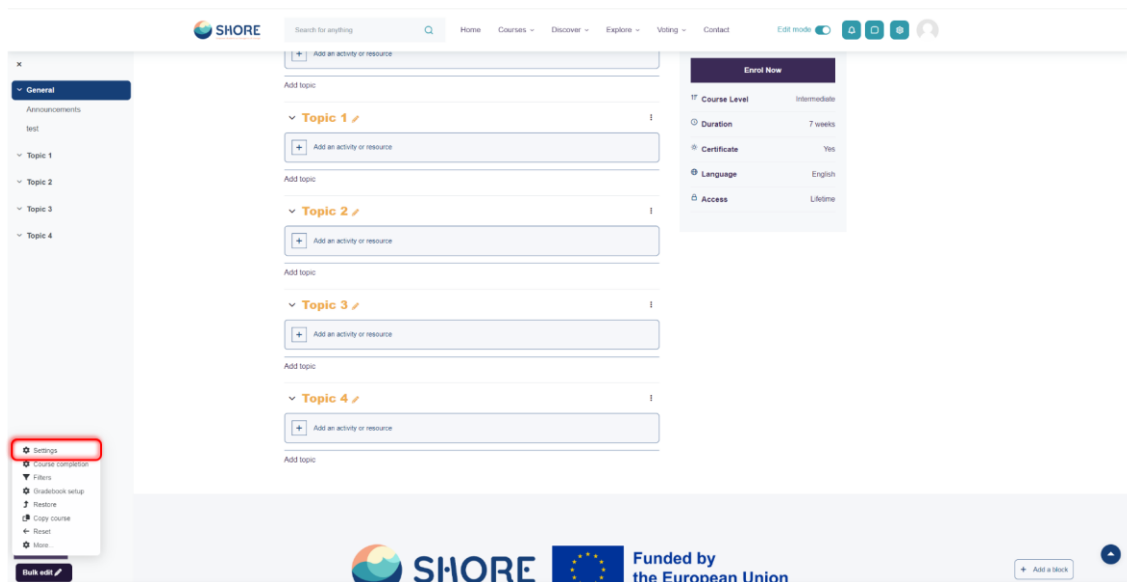 SHORE
Search for anything
Home Courses Discover Explore Voting Contact
Edit mode
General
Announcements
test
Topic 1
Topic 2
Topic 3
Topic 4
Add an activity or resource
Add topic
Topic 1
Add an activity or resource
Add topic
Topic 2
Add an activity or resource
Add topic
Topic 3
Add an activity or resource
Add topic
Topic 4
Add an activity or resource
Add topic
Enrol Now
Course Level Intermediate
Duration 7 weeks
Certificate Yes
Language English
Access Lifetime
Settings
Course completion
Filters
Gradebook setup
Restore
Copy course
Reset
More...
Bulk edit
SHORE
Funded by
the European Union
+ Add a block